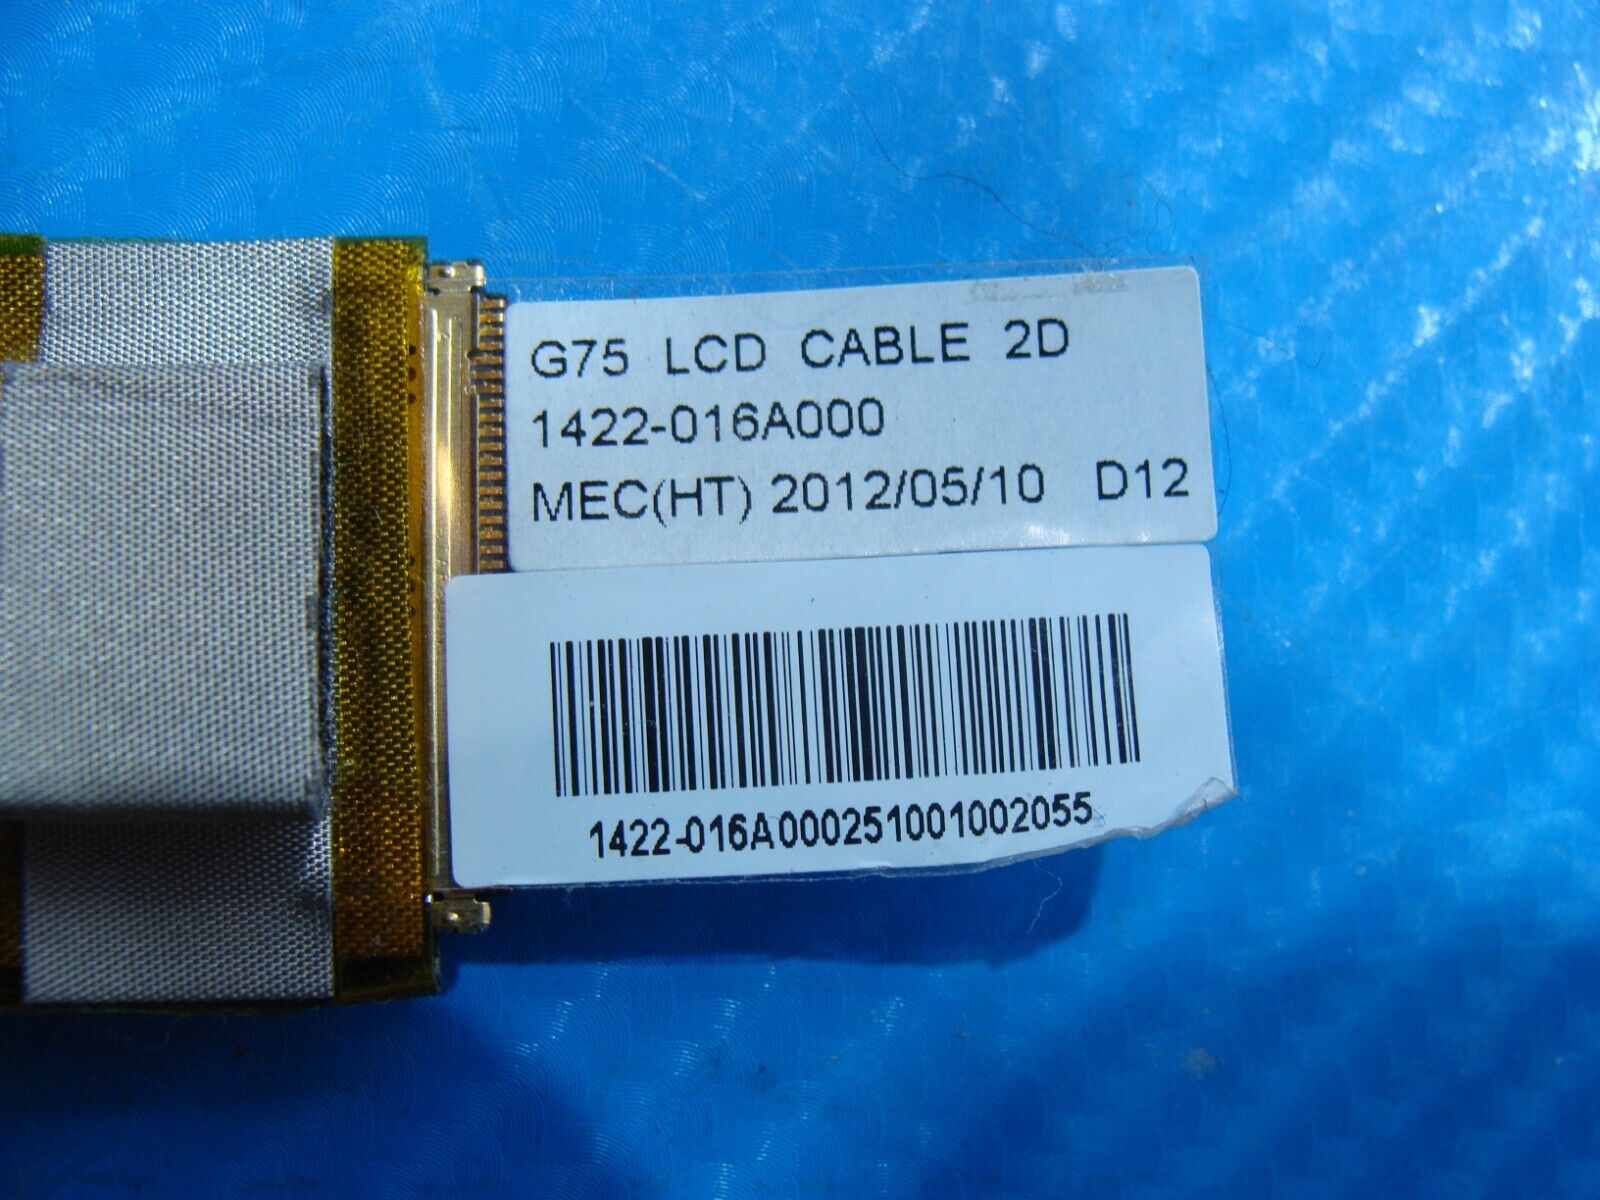 G75 LCD CABLE 2D
1422-016A000
MEC(HT) 2012/05/10 D12
1422-016A000251001002055